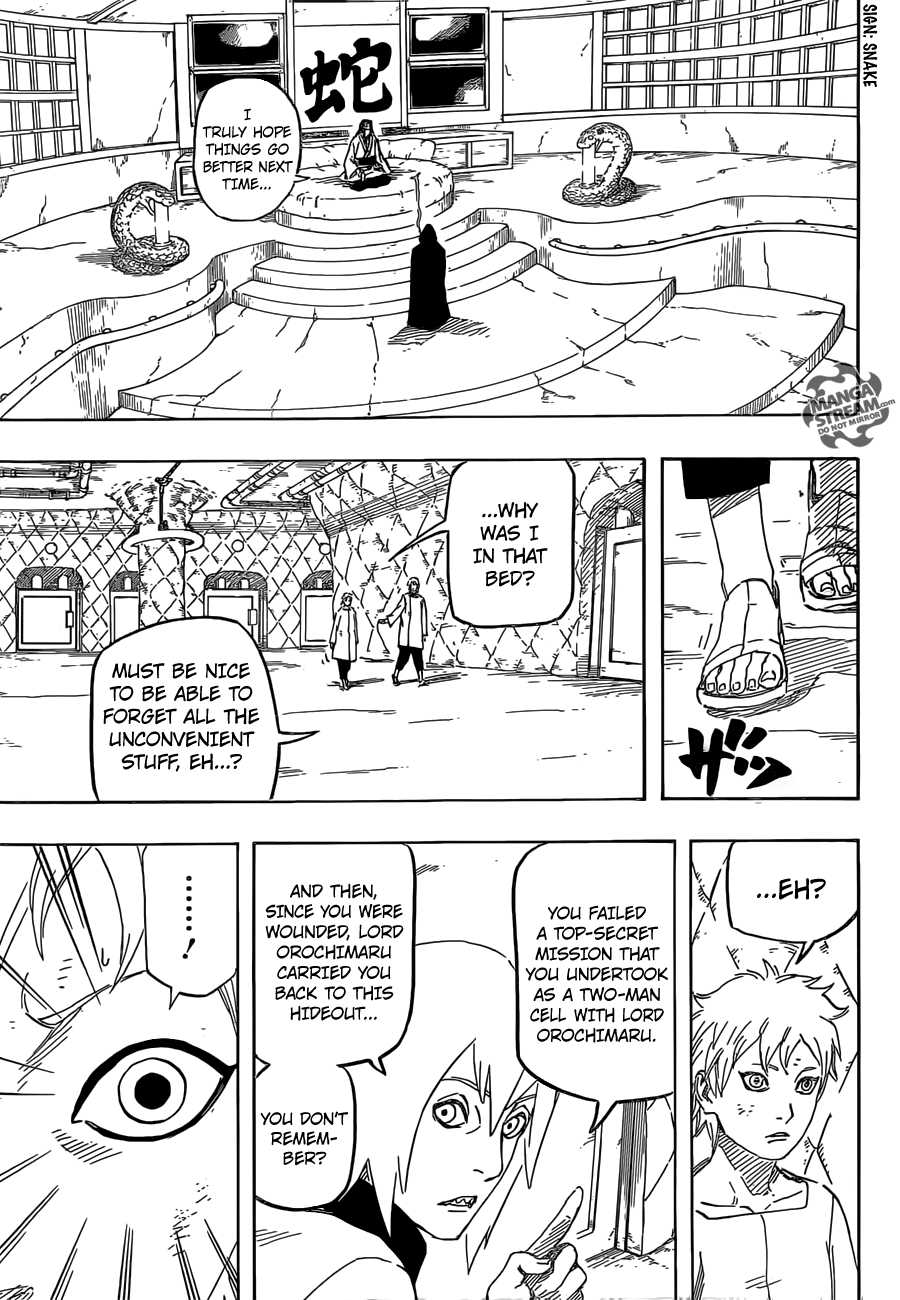 SIGN: SNAKE
蛇
I
TRULY HOPE
THINGS GO
BETTER NEXT
TIME...
MANGA
STREAM.com
DO NOT MIRROR
ザッ
...WHY
WAS I
IN THAT
BED?
MUST BE NICE
TO BE ABLE TO
FORGET ALL THE
UNCONVENIENT
STUFF, EH...?
...EH?
YOU FAILED
A TOP-SECRET
MISSION THAT
YOU UNDERTOOK
AS A TWO-MAN
CELL WITH LORD
OROCHIMARU.
AND THEN,
SINCE YOU WERE
WOUNDED, LORD
OROCHIMARU
CARRIED YOU
BACK TO THIS
HIDEOUT...
YOU DON'T
REMEM-
BER?
.....!